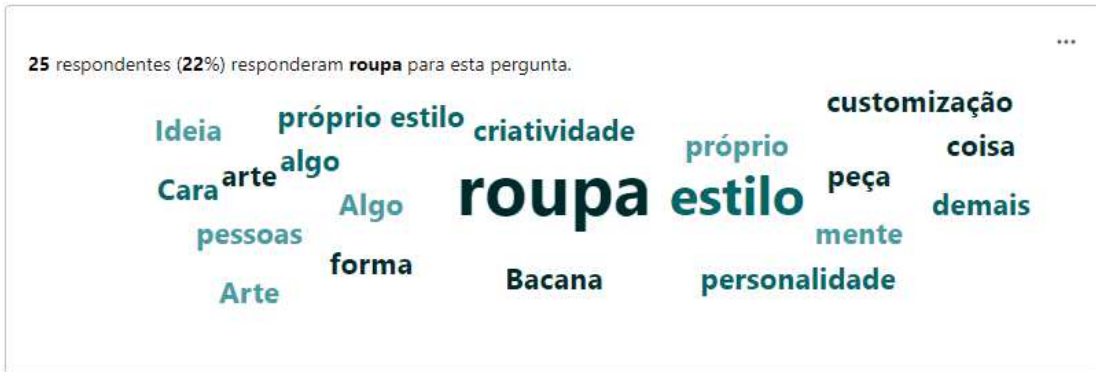 ...
25 respondentes (22%) responderam roupa para esta pergunta.
customização
próprio estilo
Ideia
criatividade
próprio
coisa
algo
arte
peça
Cara
roupa
estilo
Algo
demais
pessoas
mente
forma
Bacana
personalidade
Arte